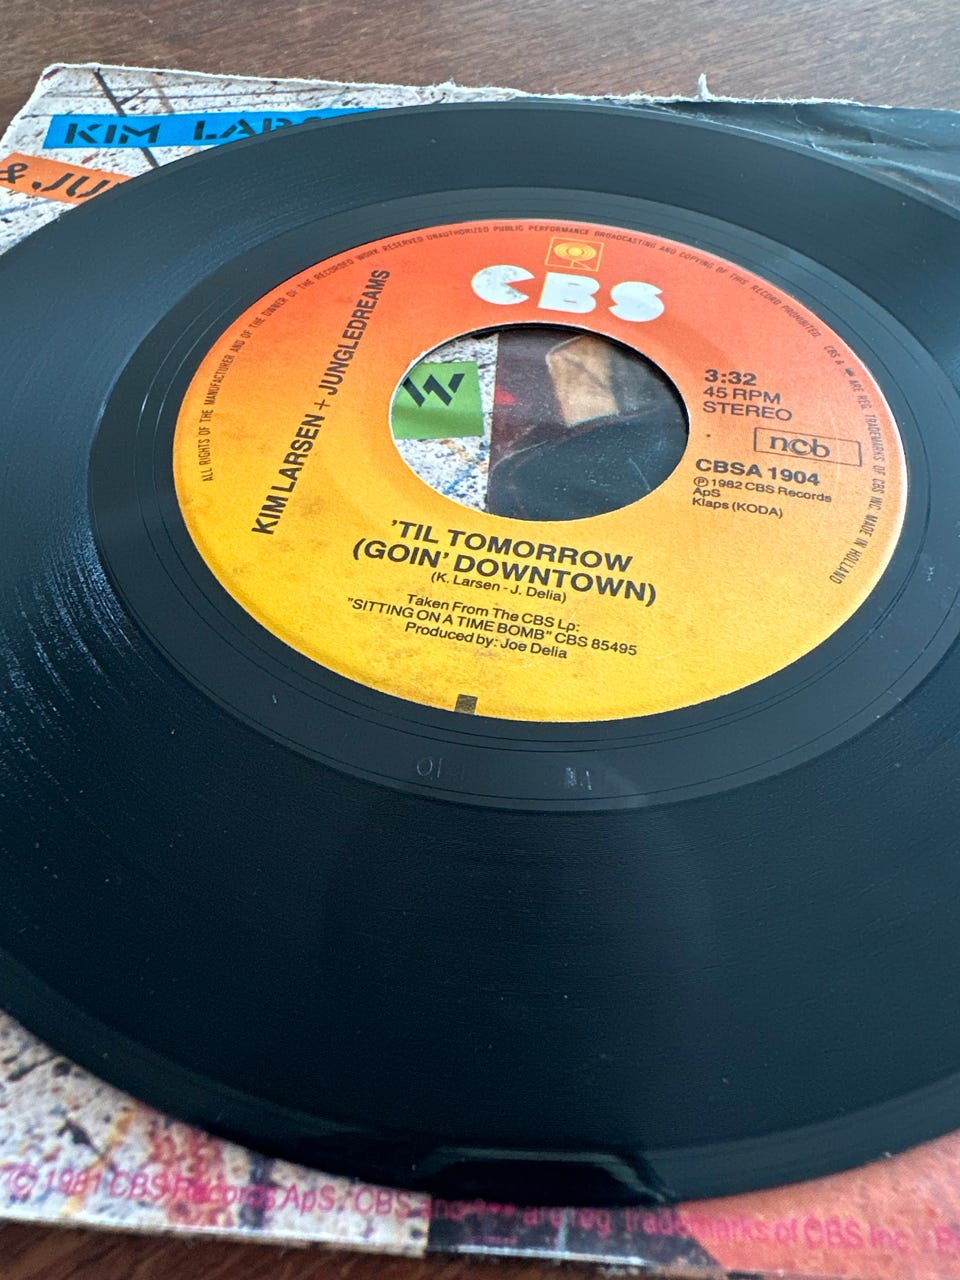 KIM
& JU
ALL RIGHTS OF THE MANUFACTURER AND OF THE OWNER OF THE RECORDED WORK RESERVED UNAUTHORIZED PUBLIC PERFORMANCE BROADCASTING AND COPYING OF THIS RECORD PROHIBITED. CBS & ARE REG. TRADEMARKS OF CBS INC. MADE IN HOLLAND
CBS
KIM LARSEN + JUNGLEDREAMS
3:32
45 RPM
STEREO
ncb
CBSA 1904
Ⓟ 1982 CBS Records
ApS
Klaps (KODA)
'TIL TOMORROW
(GOIN' DOWNTOWN)
(K. Larsen - J. Delia)
Taken From The CBS Lp:
"SITTING ON A TIME BOMB" CBS 85495
Produced by: Joe Delia
© 1981 CBS Records ApS. CBS and are reg trademarks of CBS Inc